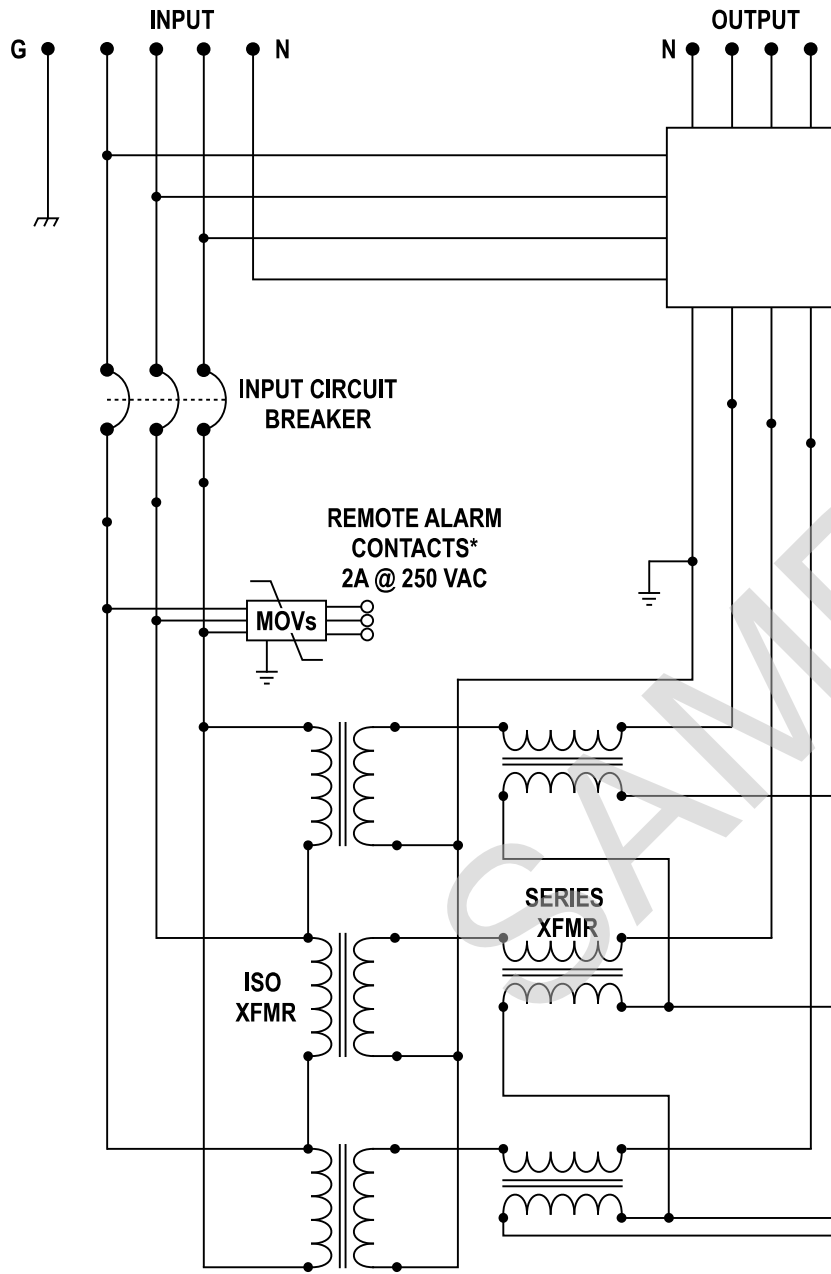 INPUT
OUTPUT
G
N
N
INPUT CIRCUIT
BREAKER
REMOTE ALARM
CONTACTS*
2A @ 250 VAC
MOVs
SERIES
XFMR
ISO
XFMR